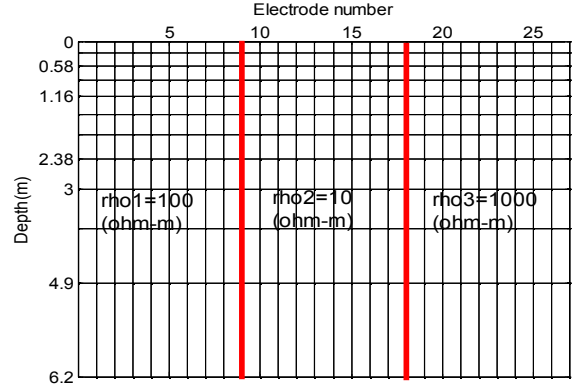 Electrode number
5 10 15 20 25
0
0.58
1.16
2.38
3
4.9
6.2
Depth(m)
rho1=100
(ohm-m)
rho2=10
(ohm-m)
rho3=1000
(ohm-m)